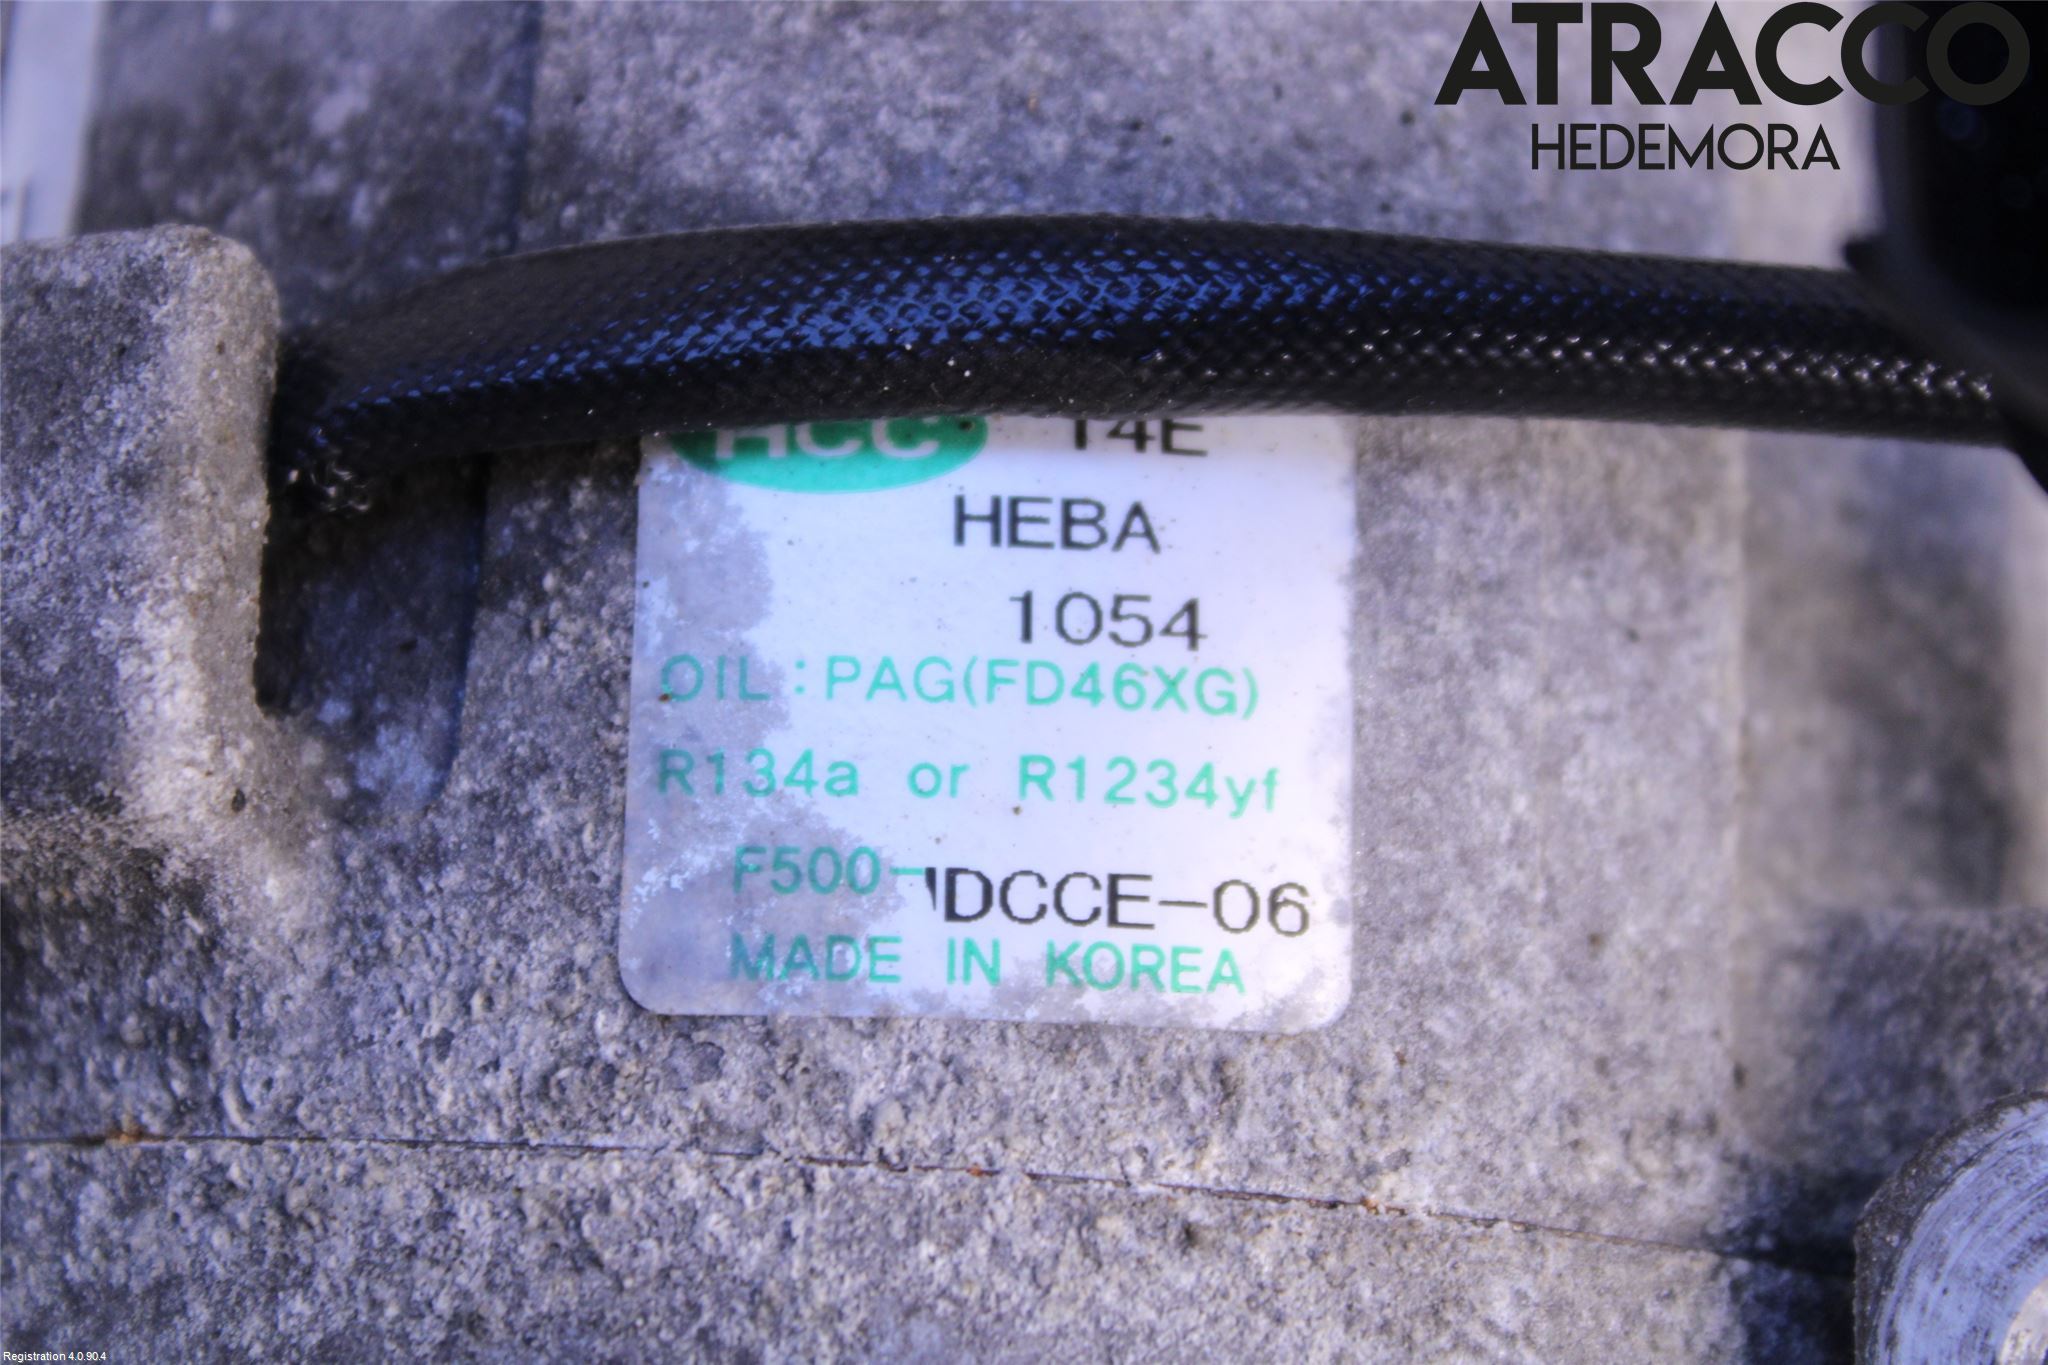 ATRACCO
HEDEMORA
HCC 14E
HEBA
1054
OIL : PAG(FD46XG)
R134a or R1234yf
F500-
DCCE-06
MADE IN KOREA
Registration 4.0.90.4